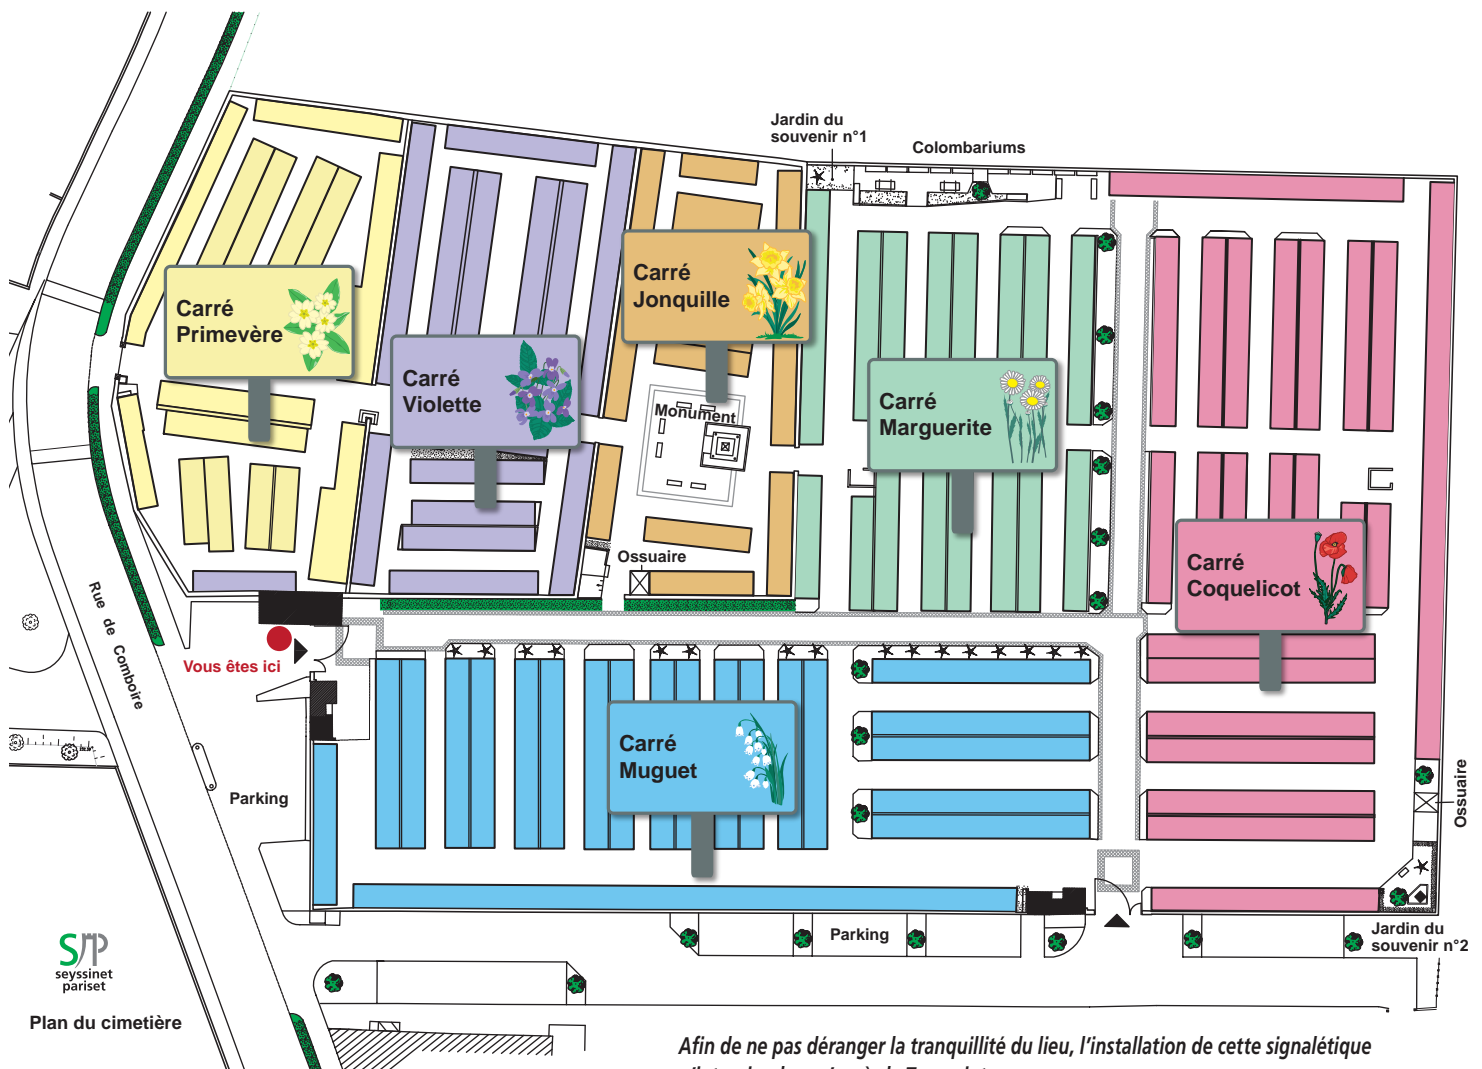 Jardin du
souvenir n°1
Colombariums
Carré
Jonquille
Carré
Primevère
Carré
Violette
Carré
Marguerite
Monument
Ossuaire
Carré
Coquelicot
Rue de Comboire
Vous êtes ici
Carré
Muguet
Parking
Ossuaire
Parking
Jardin du
souvenir n°2
seyssinet
pariset
Plan du cimetière
Afin de ne pas déranger la tranquillité du lieu, l'installation de cette signalétique